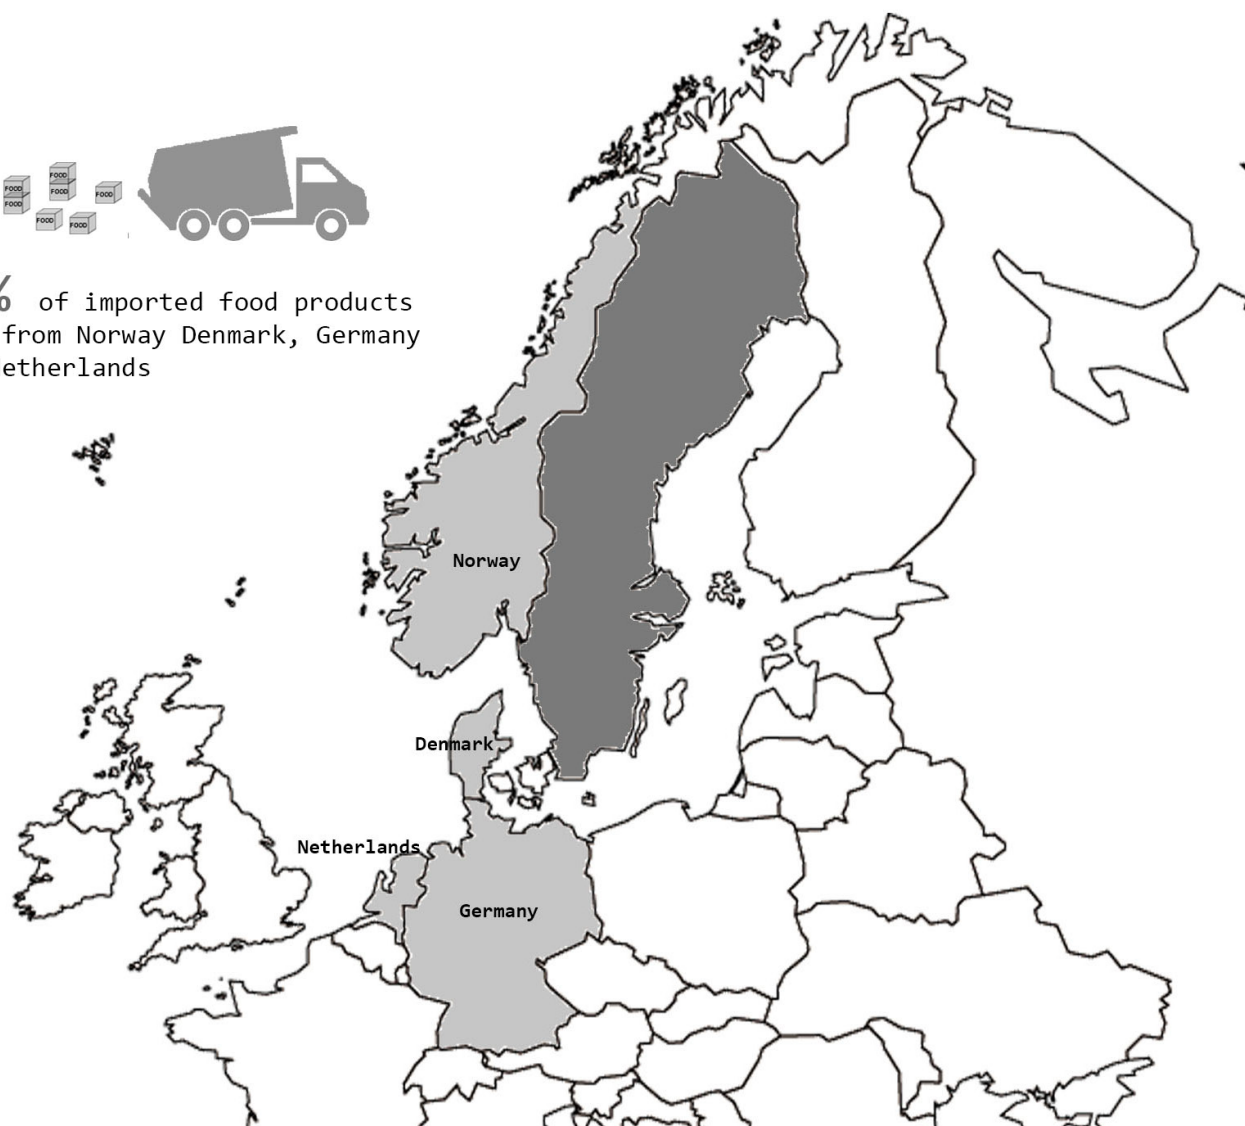 FOOD
FOOD
FOOD
FOOD
FOOD
FOOD
FOOD
% of imported food products
from Norway Denmark, Germany
etherlands
Norway
Denmark
Netherlands
Germany